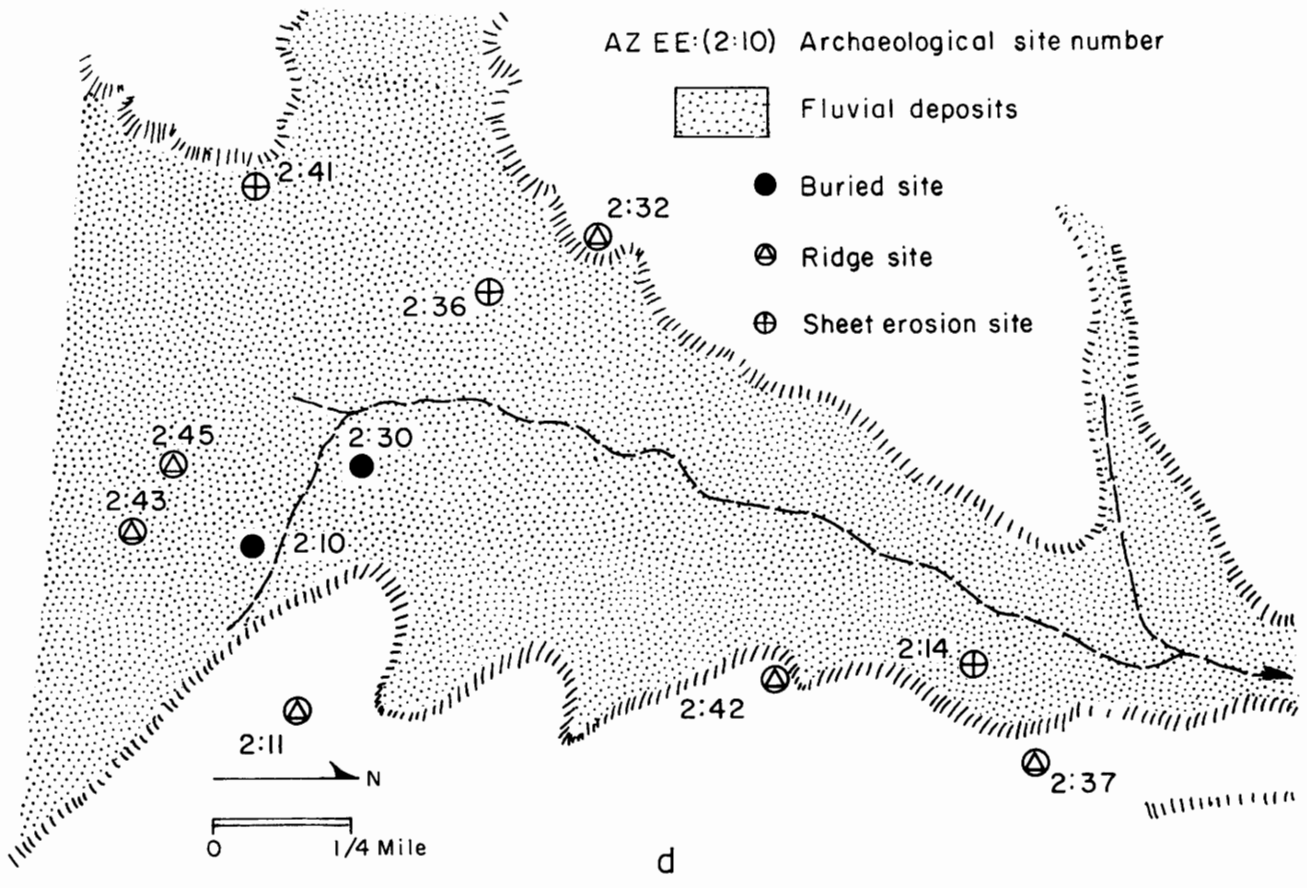 AZ EE:(2:10) Archaeological site number
Fluvial deposits
Buried site
Ridge site
Sheet erosion site
2:41
2:32
2:36
2:45
2:30
2:43
2:10
2:14
2:42
2:11
2:37
N
0 1/4 Mile
d